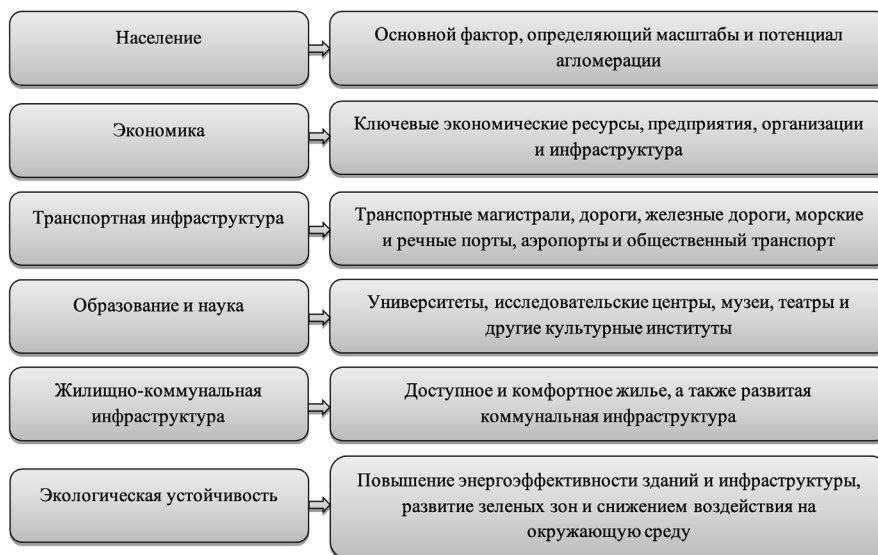 Население
Основной фактор, определяющий масштабы и потенциал
агломерации
Экономика
Ключевые экономические ресурсы, предприятия, организации
и инфраструктура
Транспортная инфраструктура
Транспортные магистрали, дороги, железные дороги, морские
и речные порты, аэропорты и общественный транспорт
Образование и наука
Университеты, исследовательские центры, музеи, театры и
другие культурные институты
Жилищно-коммунальная
инфраструктура
Доступное и комфортное жилье, а также развитая
коммунальная инфраструктура
Экологическая устойчивость
Повышение энергоэффективности зданий и инфраструктуры,
развитие зеленых зон и снижением воздействия на
окружающую среду